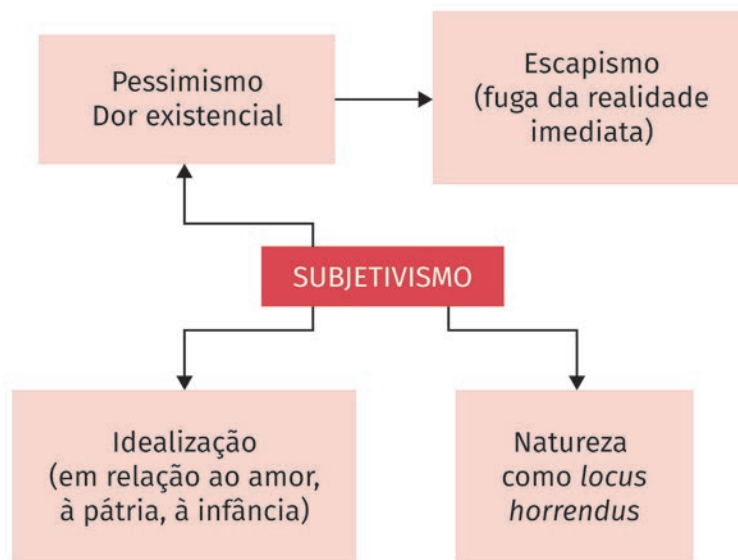 Pessimismo
Dor existencial
Escapismo
(fuga da realidade
imediata)
SUBJETIVISMO
Idealização
(em relação ao amor,
à pátria, à infância)
Natureza
como locus
horrendus